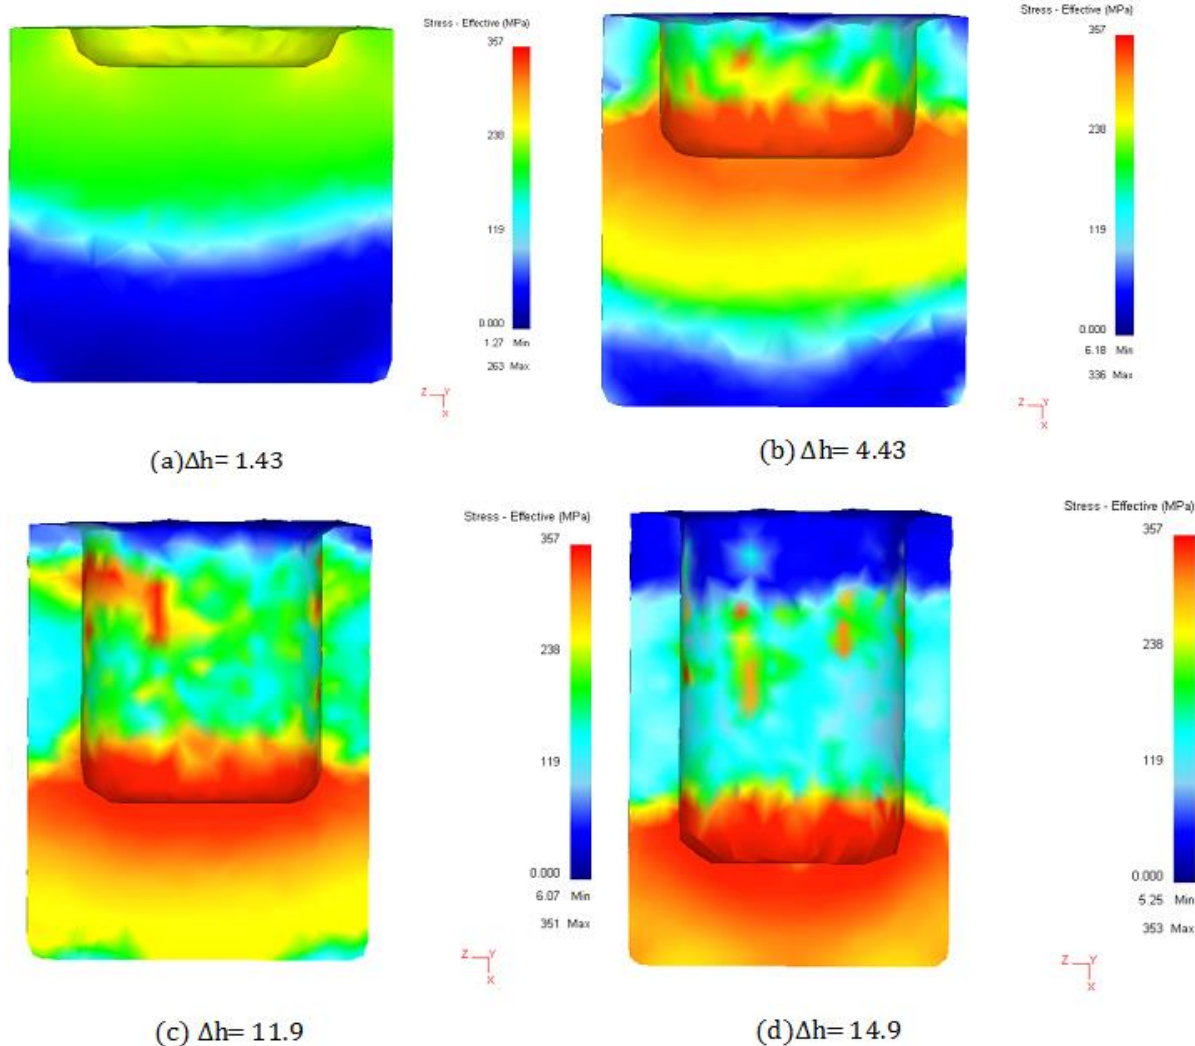 Stress - Effective (MPa)
357
238
119
0.000
1.27 Min
263 Max
Z Y
X
(a)Δh= 1.43
Stress - Effective (MPa)
357
238
119
0.000
6.18 Min
336 Max
Z Y
X
(b) Δh= 4.43
Stress - Effective (MPa)
357
238
119
0.000
6.07 Min
351 Max
Z Y
X
(c) Δh= 11.9
Stress - Effective (MPa)
357
238
119
0.000
5.25 Min
353 Max
Z Y
X
(d)Δh= 14.9